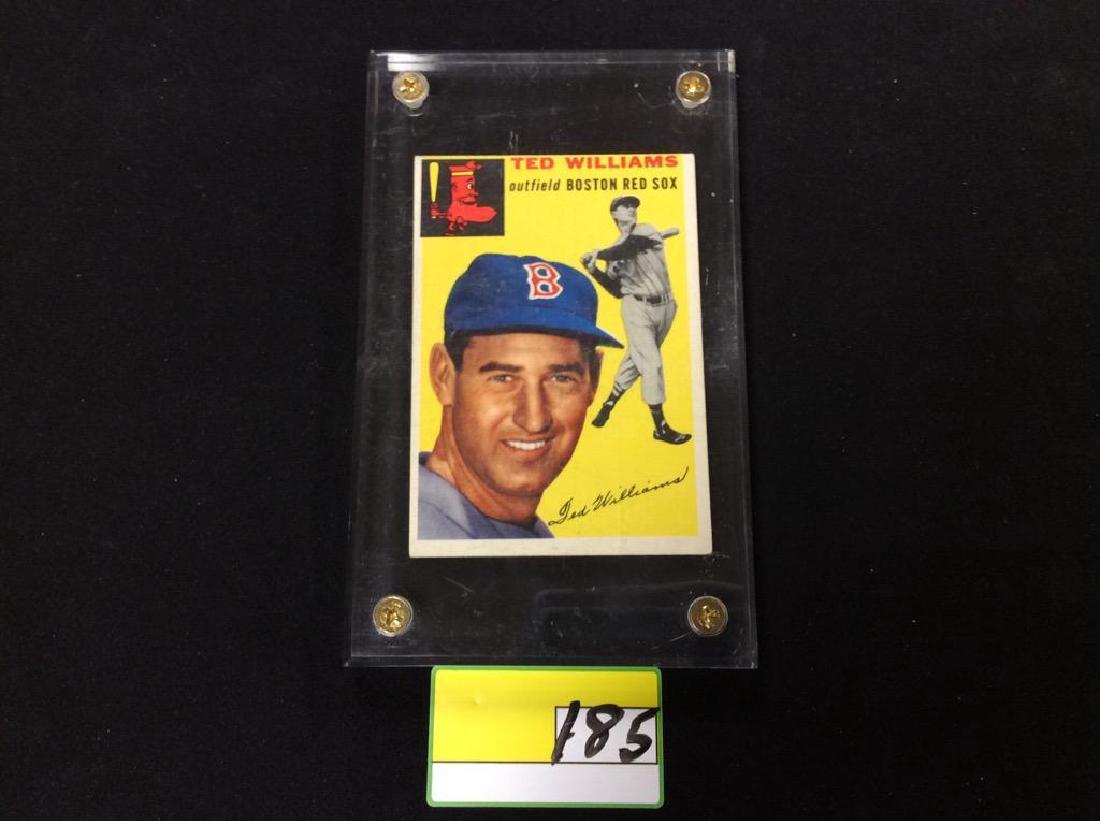 TED WILLIAMS
outfield BOSTON RED SOX
B
Ted Williams
185